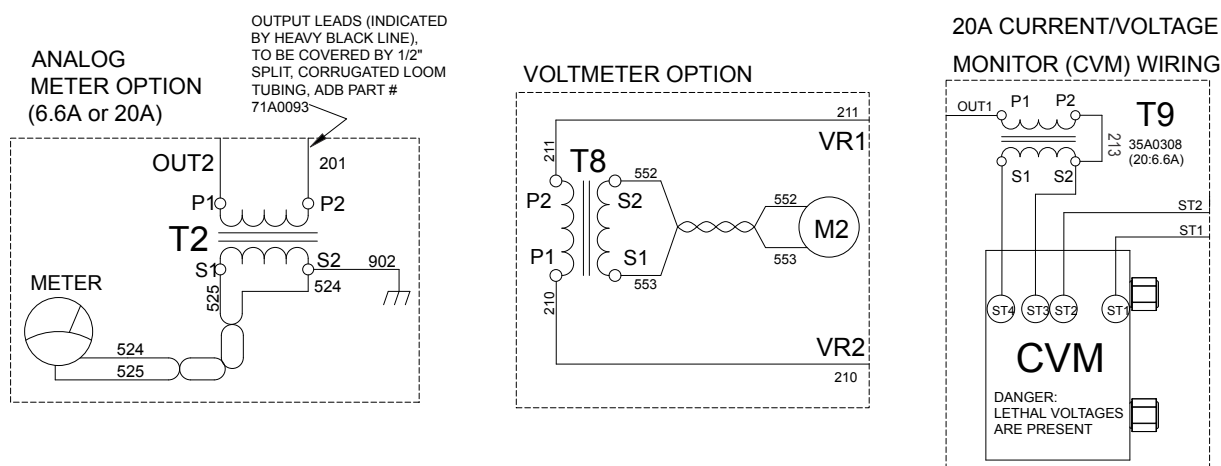 ANALOG
METER OPTION
(6.6A or 20A)
OUTPUT LEADS (INDICATED
BY HEAVY BLACK LINE),
TO BE COVERED BY 1/2"
SPLIT, CORRUGATED LOOM
TUBING, ADB PART #
71A0093
OUT2
201
P1
P2
T2
S1
S2
902
525
524
METER
524
525
VOLTMETER OPTION
211
VR1
211
T8
552
P2
S2
552
M2
P1
S1
553
553
210
VR2
210
20A CURRENT/VOLTAGE
MONITOR (CVM) WIRING
OUT1
P1
P2
T9
213
35A0308
(20:6.6A)
S1
S2
ST2
ST1
ST4
ST3
ST2
ST1
CVM
DANGER:
LETHAL VOLTAGES
ARE PRESENT